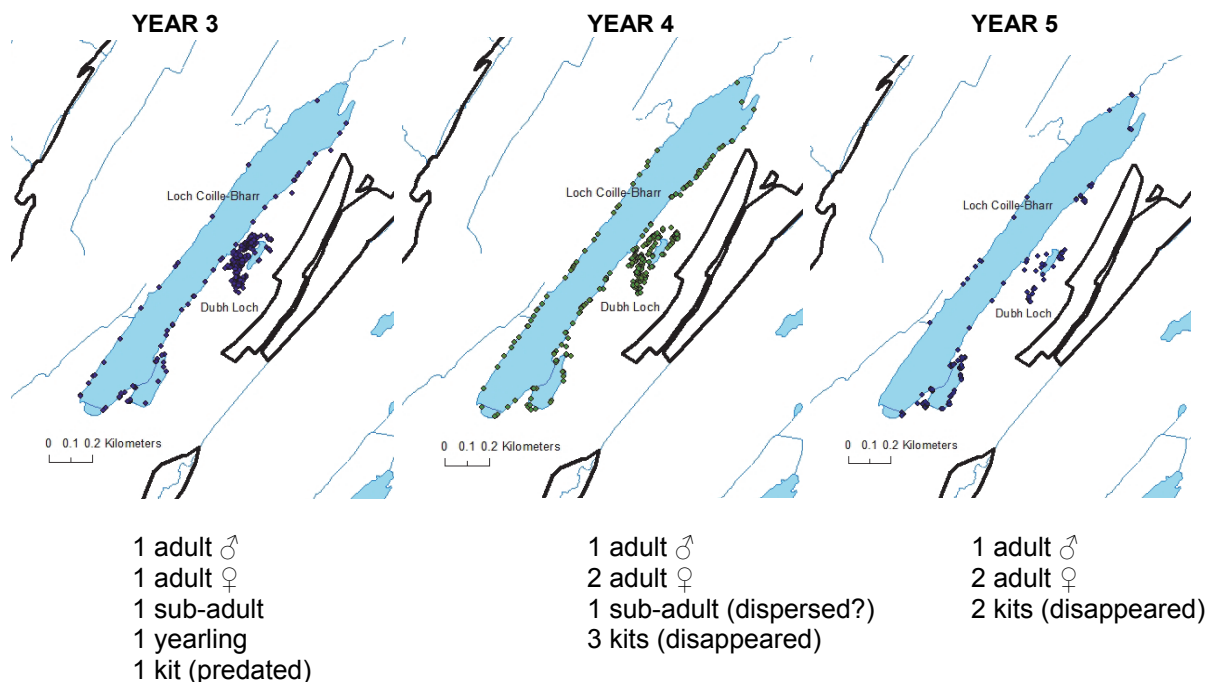 YEAR 3
YEAR 4
YEAR 5
Loch Coille-Bharr
Dubh Loch
0 0.1 0.2 Kilometers
Loch Coille-Bharr
Dubh Loch
0 0.1 0.2 Kilometers
Loch Coille-Bharr
Dubh Loch
0 0.1 0.2 Kilometers
1 adult ♂
1 adult ♀
1 sub-adult
1 yearling
1 kit (predated)
1 adult ♂
2 adult ♀
1 sub-adult (dispersed?)
3 kits (disappeared)
1 adult ♂
2 adult ♀
2 kits (disappeared)